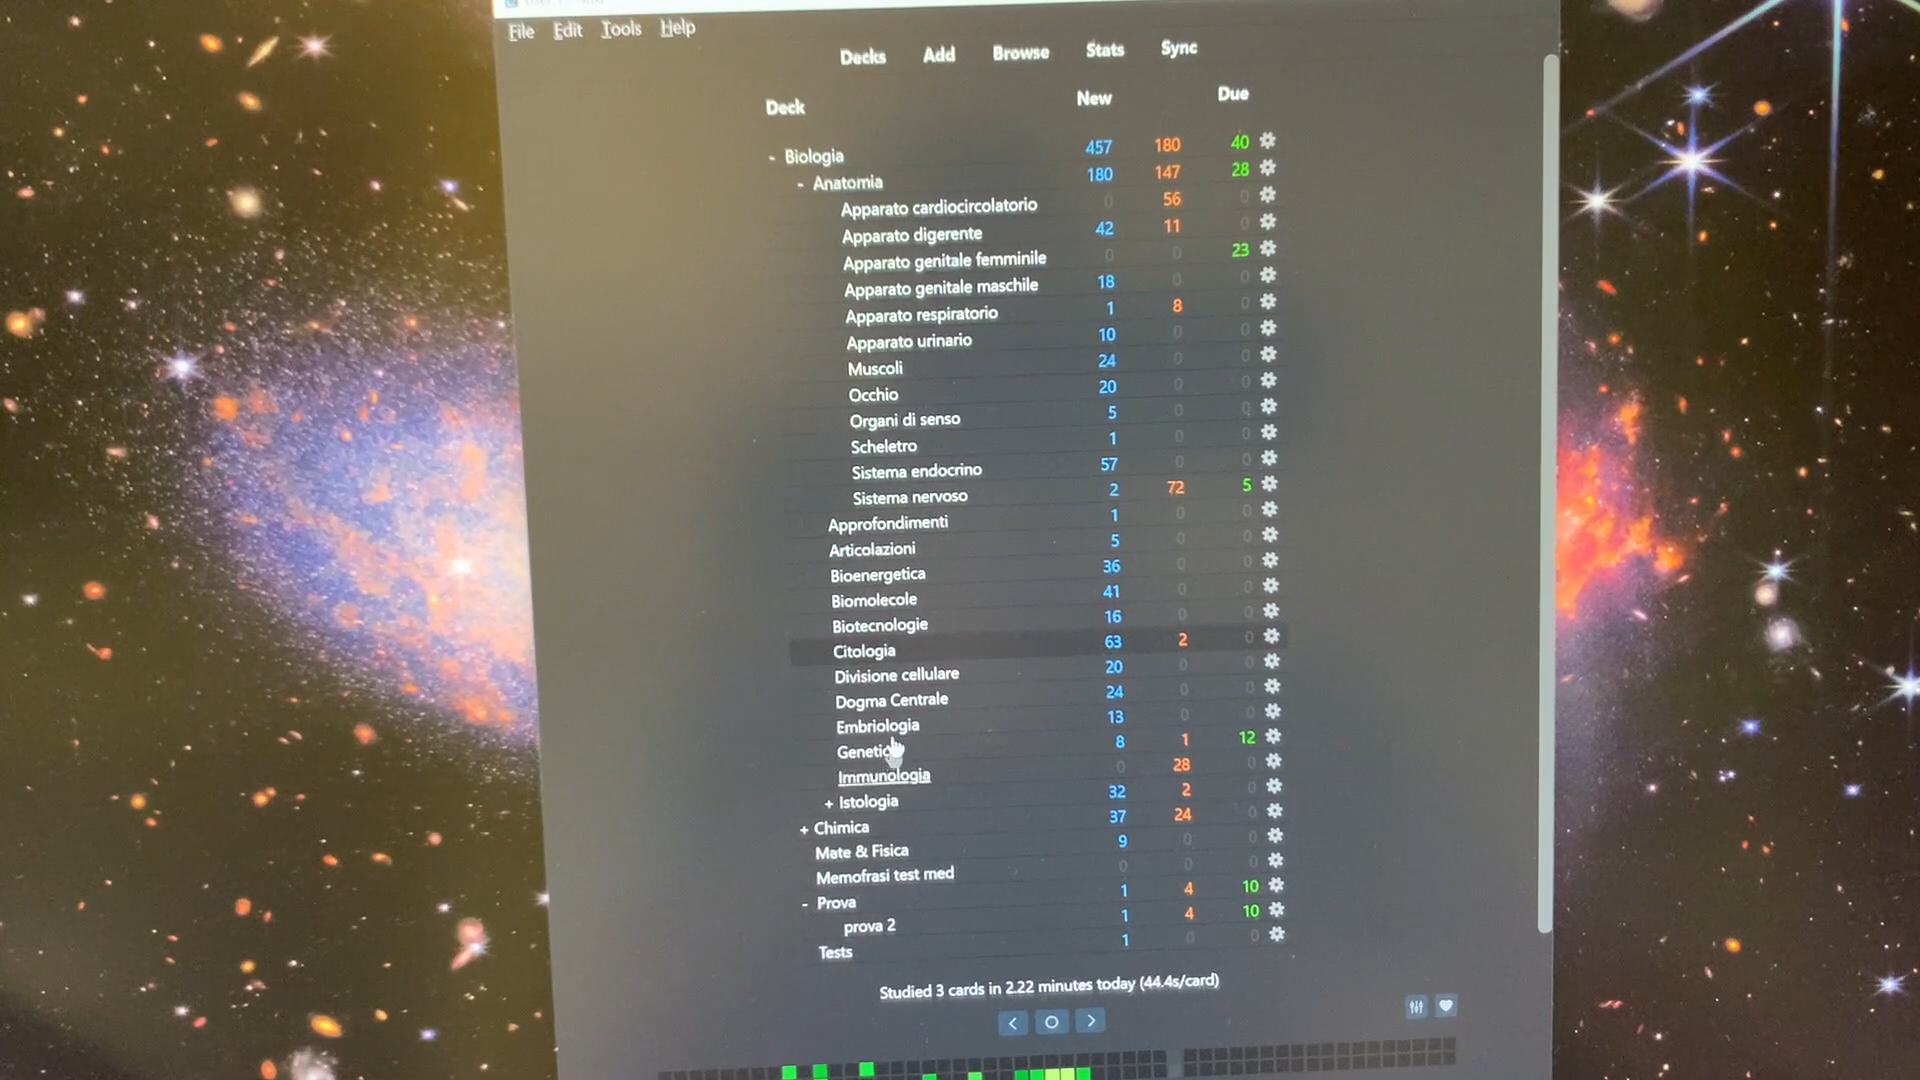 File Edit Tools Help
Decks Add Browse Stats Sync
Deck New Due
- Biologia 457 180 40
- Anatomia 180 147 28
Apparato cardiocircolatorio 0 56 0
Apparato digerente 42 11 0
Apparato genitale femminile 0 0 23
Apparato genitale maschile 18 0 0
Apparato respiratorio 1 8 0
Apparato urinario 10 0 0
Muscoli 24 0 0
Occhio 20 0 0
Organi di senso 5 0 0
Scheletro 1 0 0
Sistema endocrino 57 0 0
Sistema nervoso 2 72 5
Approfondimenti 1 0 0
Articolazioni 5 0 0
Bioenergetica 36 0 0
Biomolecole 41 0 0
Biotecnologie 16 0 0
Citologia 63 2 0
Divisione cellulare 20 0 0
Dogma Centrale 24 0 0
Embriologia 13 0 0
Genetica 8 1 12
Immunologia 0 28 0
+ Istologia 32 2 0
+ Chimica 37 24 0
Mate & Fisica 9 0 0
Memofrasi test med 0 0 0
- Prova 1 4 10
prova 2 1 4 10
Tests 1 0 0
Studied 3 cards in 2.22 minutes today (44.4s/card)